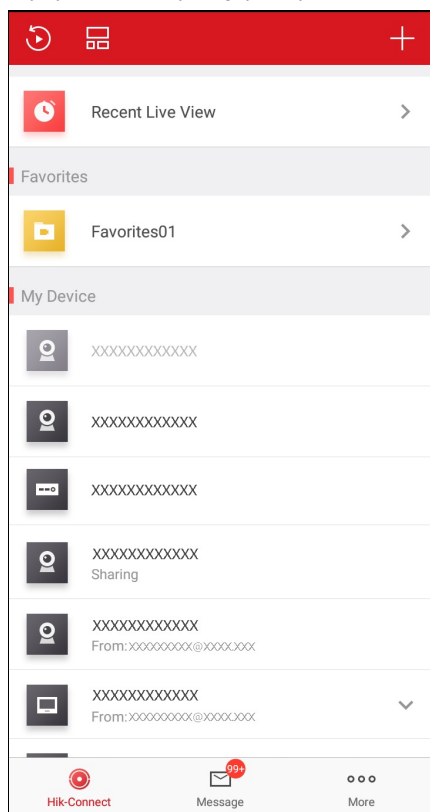 Recent Live View
Favorites
Favorites01
My Device
XXXXXXXXXXXX
XXXXXXXXXXXX
XXXXXXXXXXXX
XXXXXXXXXXXX
Sharing
XXXXXXXXXXXX
From:XXXXXXXXX@XXXX.XXX
XXXXXXXXXXXX
From:XXXXXXXXX@XXXX.XXX
99+
Hik-Connect
Message
More